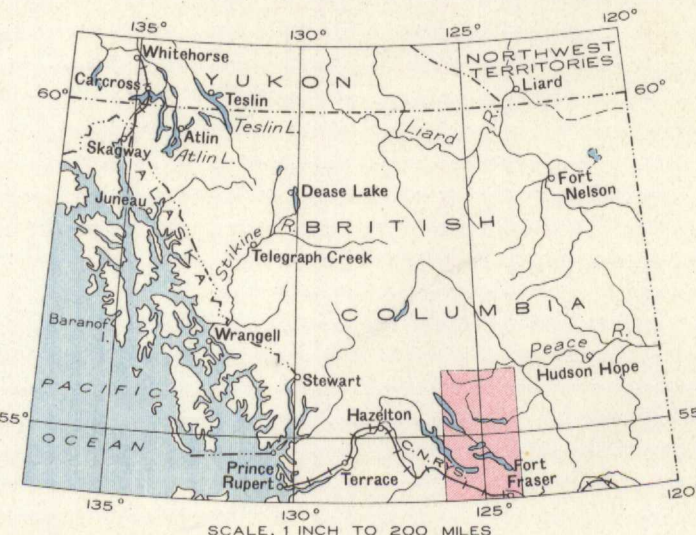 135°
130°
125°
120°
Whitehorse
NORTHWEST
TERRITORIES
Carcross
YUKON
Teslin
Liard
60°
60°
Teslin L.
Liard R.
Atlin
Skagway
Atlin L.
Fort
Nelson
ALASKA
Juneau
Dease Lake
BRITISH
Stikine R.
Telegraph Creek
COLUMBIA
Baranof
I.
Wrangell
Peace R.
Hudson Hope
PACIFIC
Stewart
55°
Hazelton
55°
OCEAN
C.N.RYS.
Prince
Rupert
Terrace
Fort
Fraser
135°
130°
125°
120
SCALE, 1 INCH TO 200 MILES